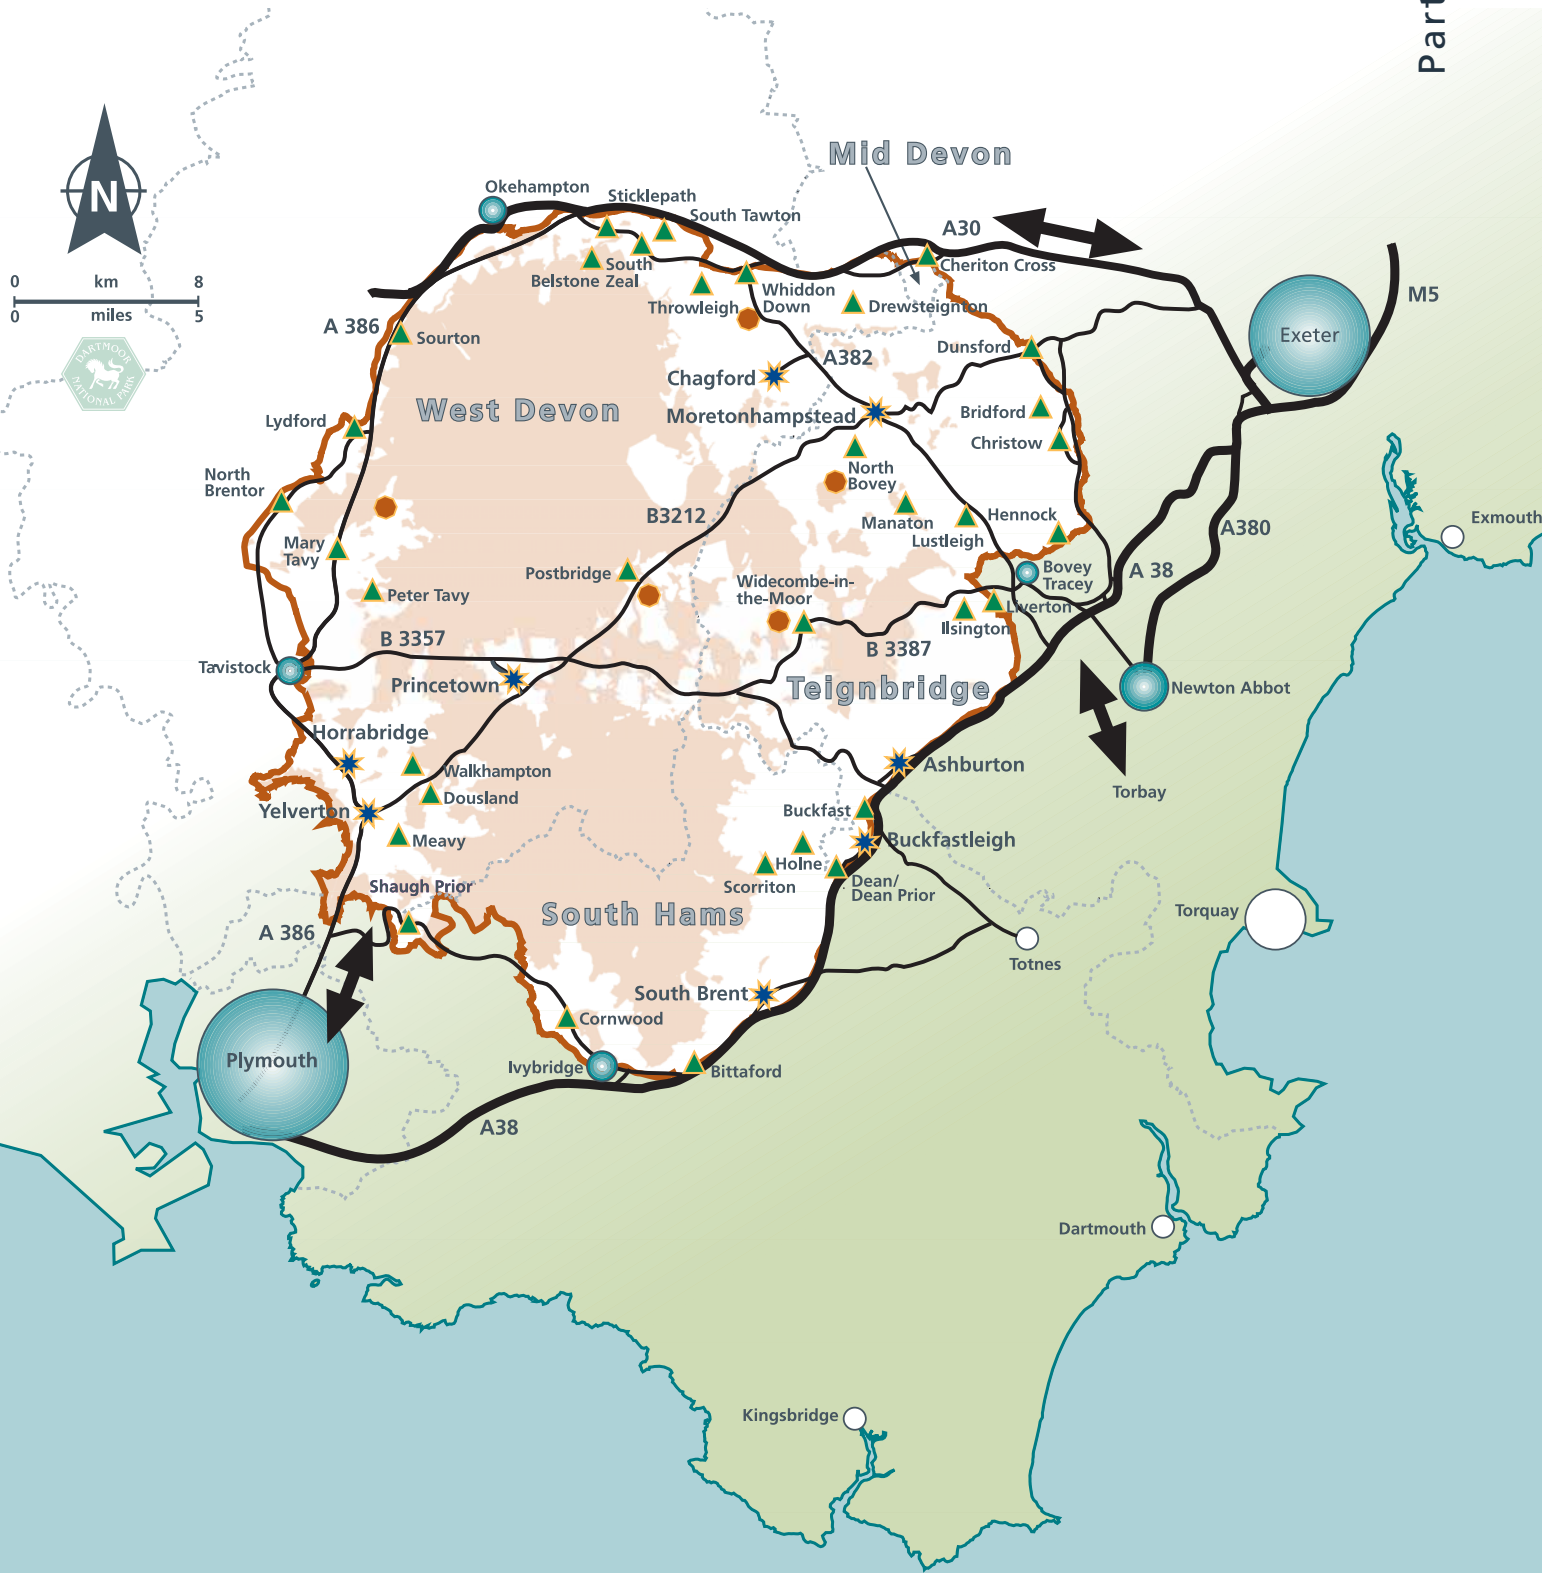 Part
Mid Devon
Okehampton
Sticklepath
South Tawton
A30
N
Cheriton Cross
South
Zeal
Belstone
Whiddon
Down
0 km 8
0 miles 5
M5
Throwleigh
Drewsteignton
A 386
Sourton
Exeter
DARTMOOR
NATIONAL PARK
Dunsford
A382
Chagford
West Devon
Moretonhampstead
Bridford
Lydford
Christow
North
Brentor
North
Bovey
B3212
Hennock
Exmouth
Manaton
A380
Lustleigh
Mary
Tavy
Bovey
Tracey
A 38
Postbridge
Widecombe-in-
the-Moor
Peter Tavy
Liverton
Ilsington
B 3357
B 3387
Tavistock
Princetown
Teignbridge
Newton Abbot
Horrabridge
Walkhampton
Ashburton
Torbay
Dousland
Yelverton
Buckfast
Meavy
Buckfastleigh
Holne
Shaugh Prior
Scorriton
Dean/
Dean Prior
South Hams
Torquay
A 386
Totnes
South Brent
Cornwood
Plymouth
Ivybridge
Bittaford
A38
Dartmouth
Kingsbridge